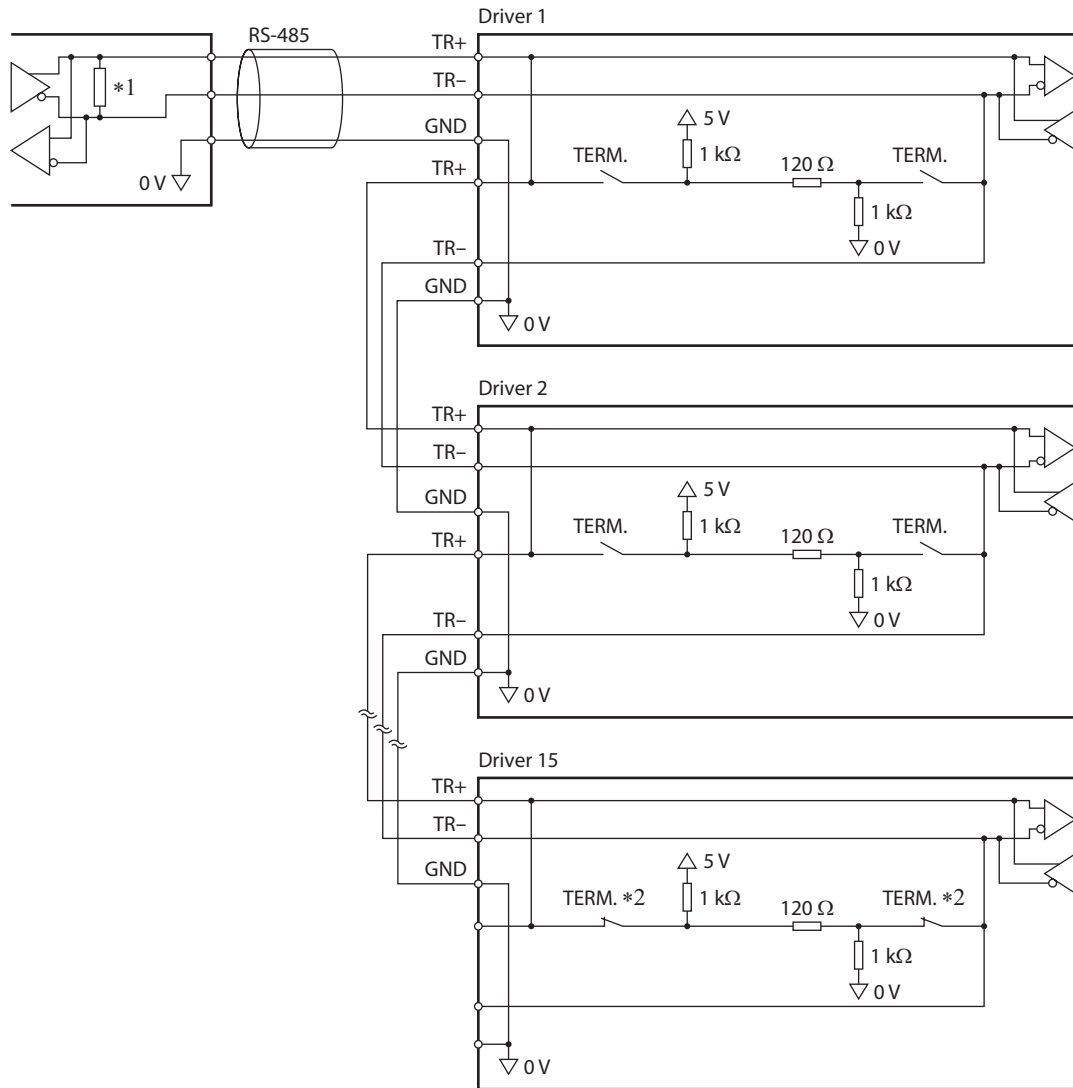 Driver 1
RS-485
TR+
*1
TR−
5 V
GND
1 kΩ
TERM.
120 Ω
TERM.
TR+
0 V
1 kΩ
0 V
TR−
GND
0 V
Driver 2
TR+
TR−
5 V
GND
1 kΩ
TERM.
120 Ω
TERM.
TR+
1 kΩ
0 V
TR−
GND
0 V
Driver 15
TR+
TR−
5 V
GND
1 kΩ
TERM. *2
120 Ω
TERM. *2
1 kΩ
0 V
0 V